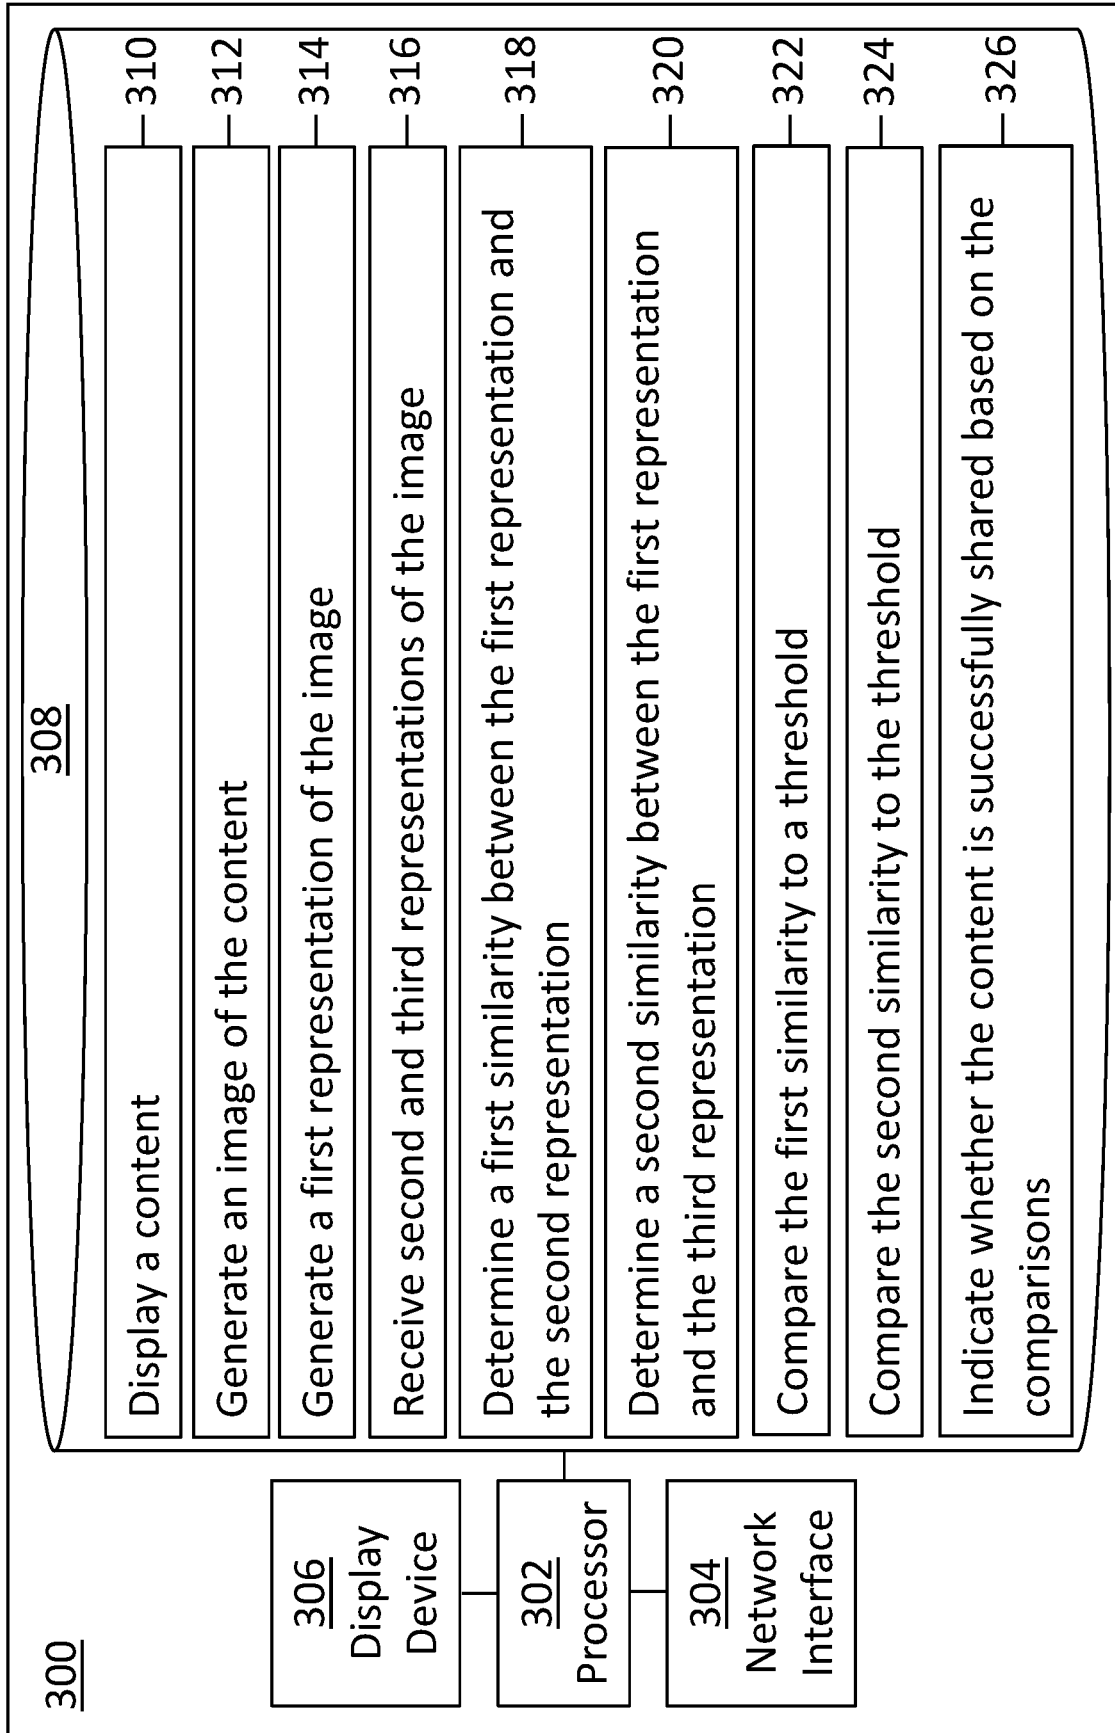 300
308
306
Display
Device
302
Processor
304
Network
Interface
Display a content
310
Generate an image of the content
312
Generate a first representation of the image
314
Receive second and third representations of the image
316
Determine a first similarity between the first representation and
the second representation
318
Determine a second similarity between the first representation
and the third representation
320
Compare the first similarity to a threshold
322
Compare the second similarity to the threshold
324
Indicate whether the content is successfully shared based on the
comparisons
326